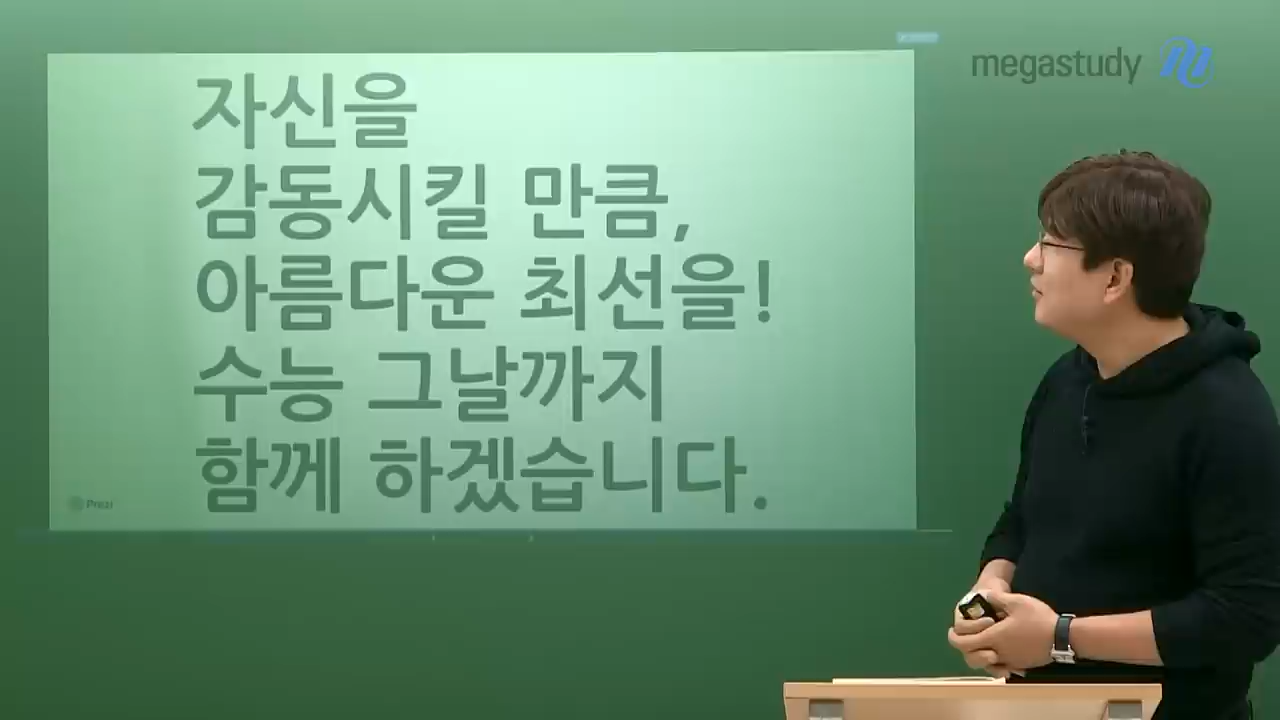 megastudy
자신을
감동시킬 만큼,
아름다운 최선을!
수능 그날까지
함께 하겠습니다.
Prezi